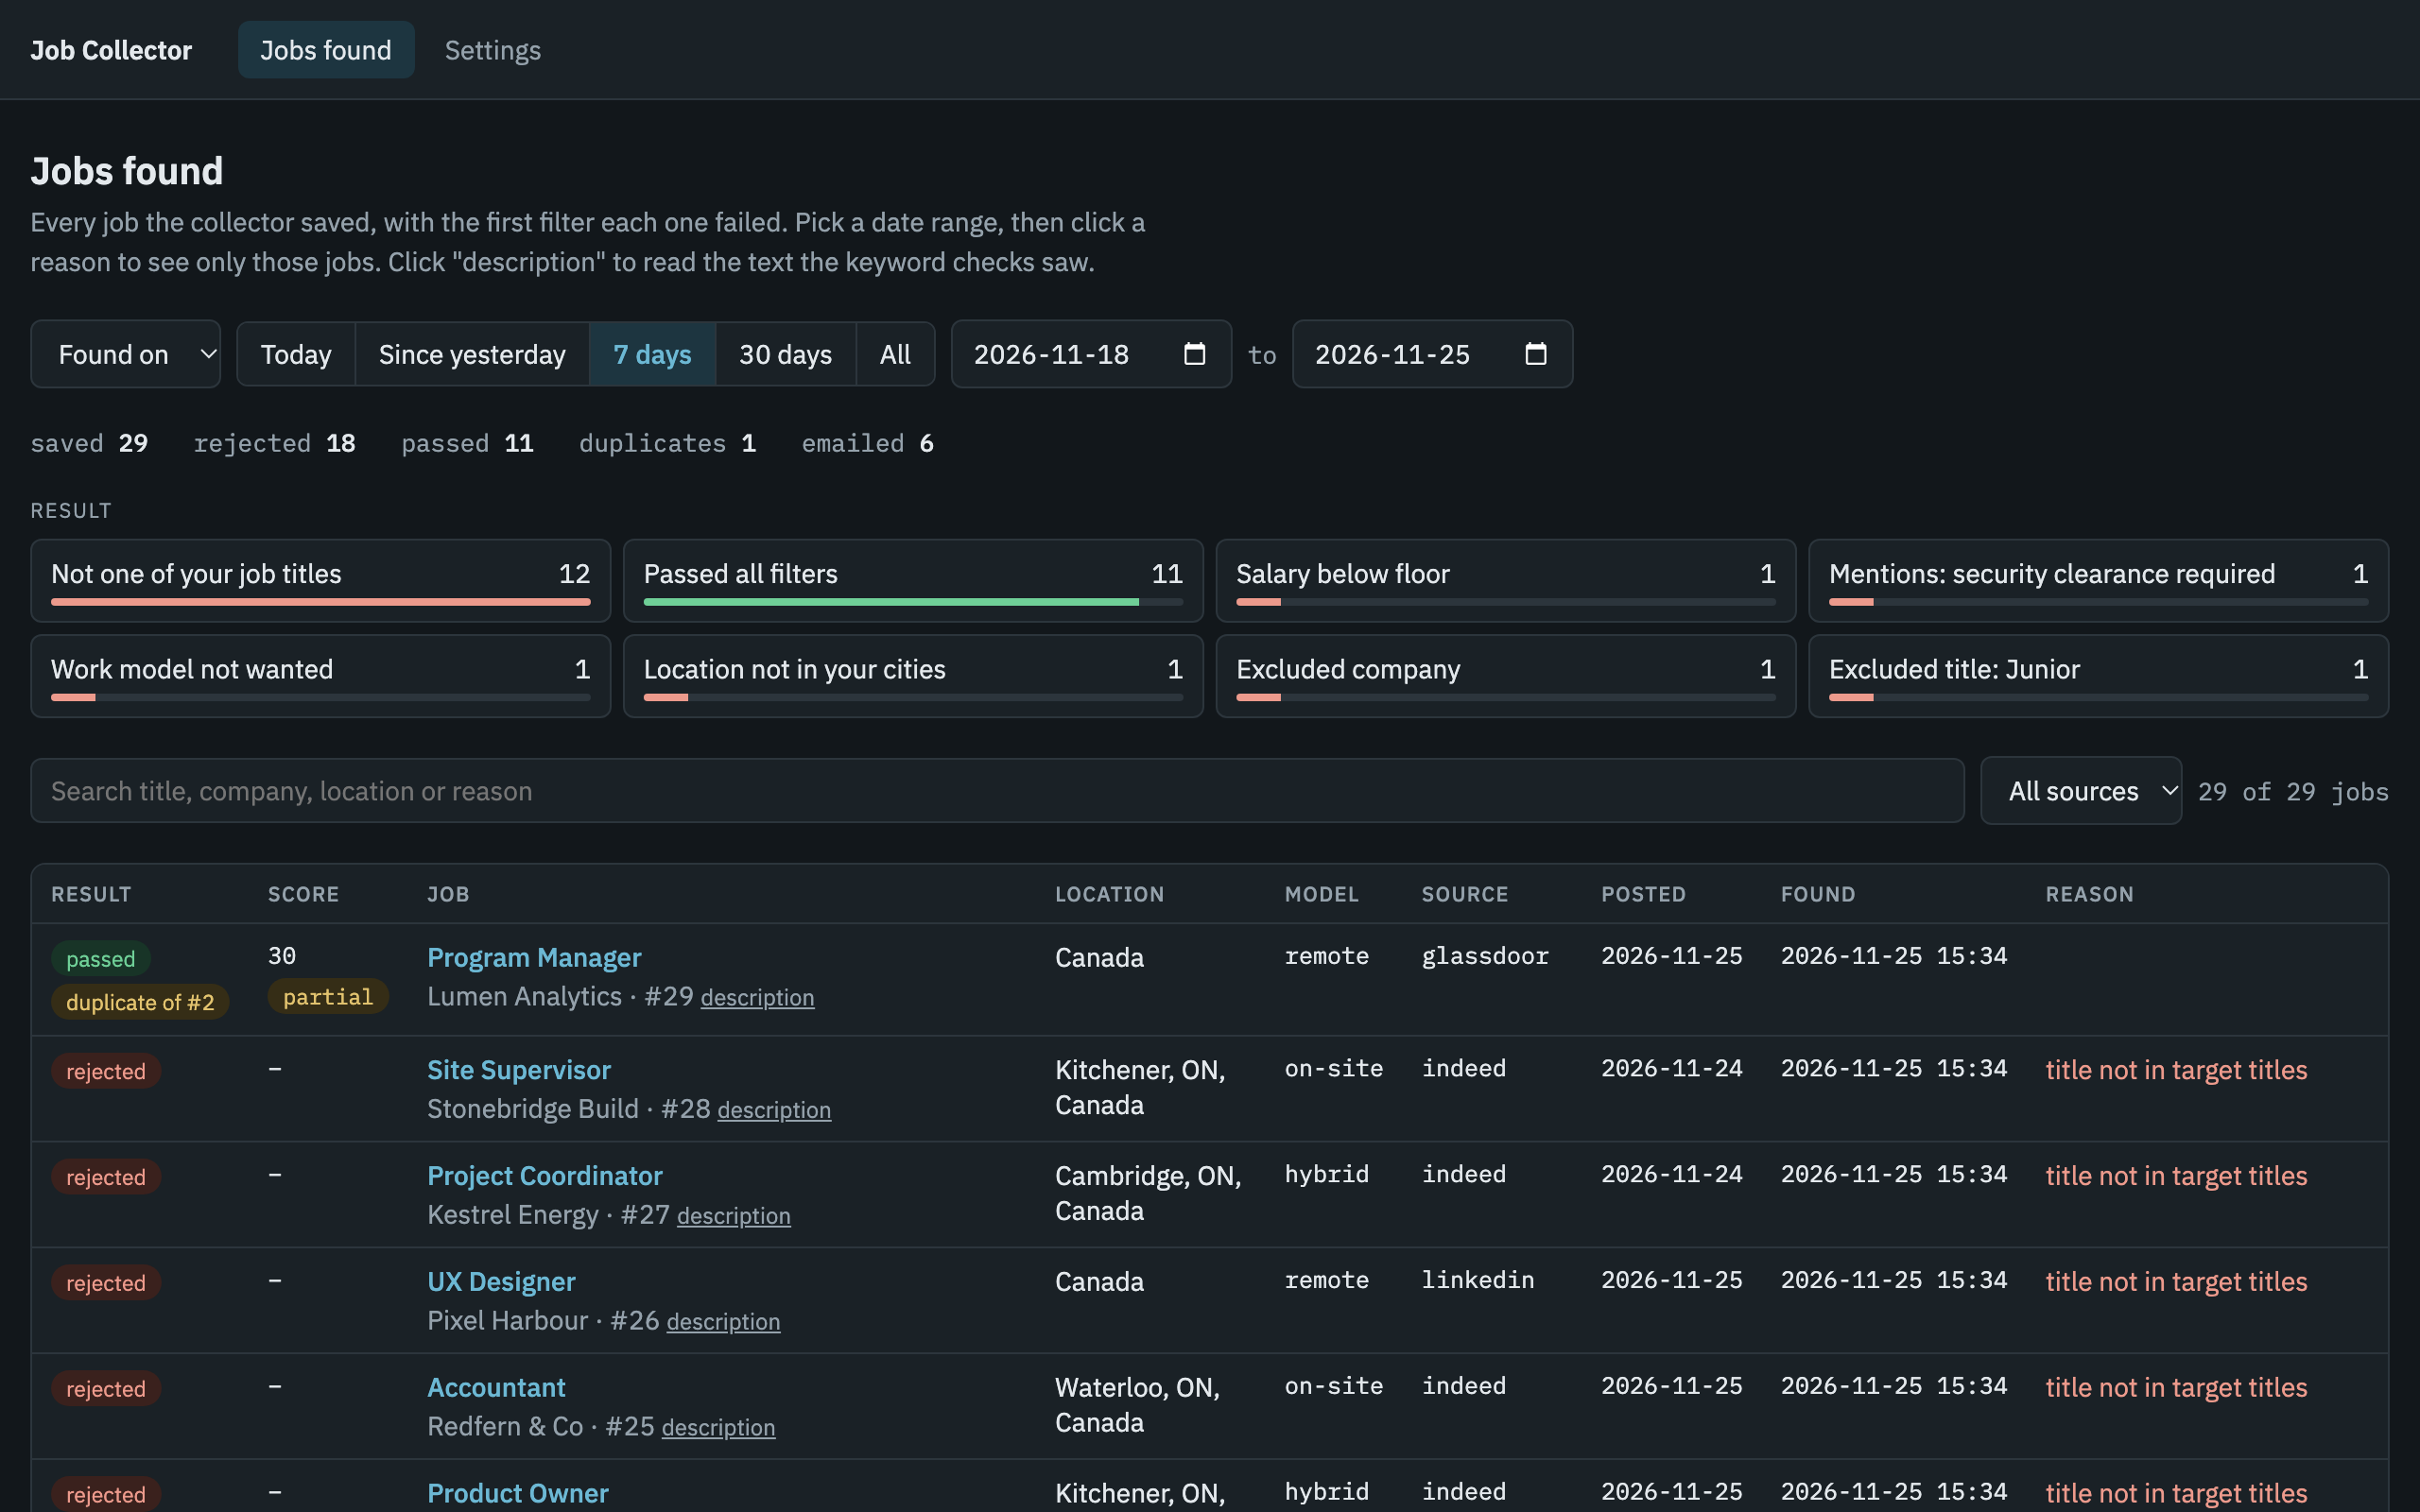 Job Collector Jobs found Settings
Jobs found
Every job the collector saved, with the first filter each one failed. Pick a date range, then click a
reason to see only those jobs. Click "description" to read the text the keyword checks saw.
Found on Today Since yesterday 7 days 30 days All 2026-11-18 to 2026-11-25
saved 29 rejected 18 passed 11 duplicates 1 emailed 6
RESULT
Not one of your job titles 12 Passed all filters 11 Salary below floor 1 Mentions: security clearance required 1
Work model not wanted 1 Location not in your cities 1 Excluded company 1 Excluded title: Junior 1
Search title, company, location or reason All sources 29 of 29 jobs
RESULT SCORE JOB LOCATION MODEL SOURCE POSTED FOUND REASON
passed 30 Program Manager Canada remote glassdoor 2026-11-25 2026-11-25 15:34
duplicate of #2 partial Lumen Analytics · #29 description
rejected – Site Supervisor Kitchener, ON, on-site indeed 2026-11-24 2026-11-25 15:34 title not in target titles
Stonebridge Build · #28 description Canada
rejected – Project Coordinator Cambridge, ON, hybrid indeed 2026-11-24 2026-11-25 15:34 title not in target titles
Kestrel Energy · #27 description Canada
rejected – UX Designer Canada remote linkedin 2026-11-25 2026-11-25 15:34 title not in target titles
Pixel Harbour · #26 description
rejected – Accountant Waterloo, ON, on-site indeed 2026-11-25 2026-11-25 15:34 title not in target titles
Redfern & Co · #25 description Canada
rejected – Product Owner Kitchener, ON, hybrid indeed 2026-11-25 2026-11-25 15:34 title not in target titles